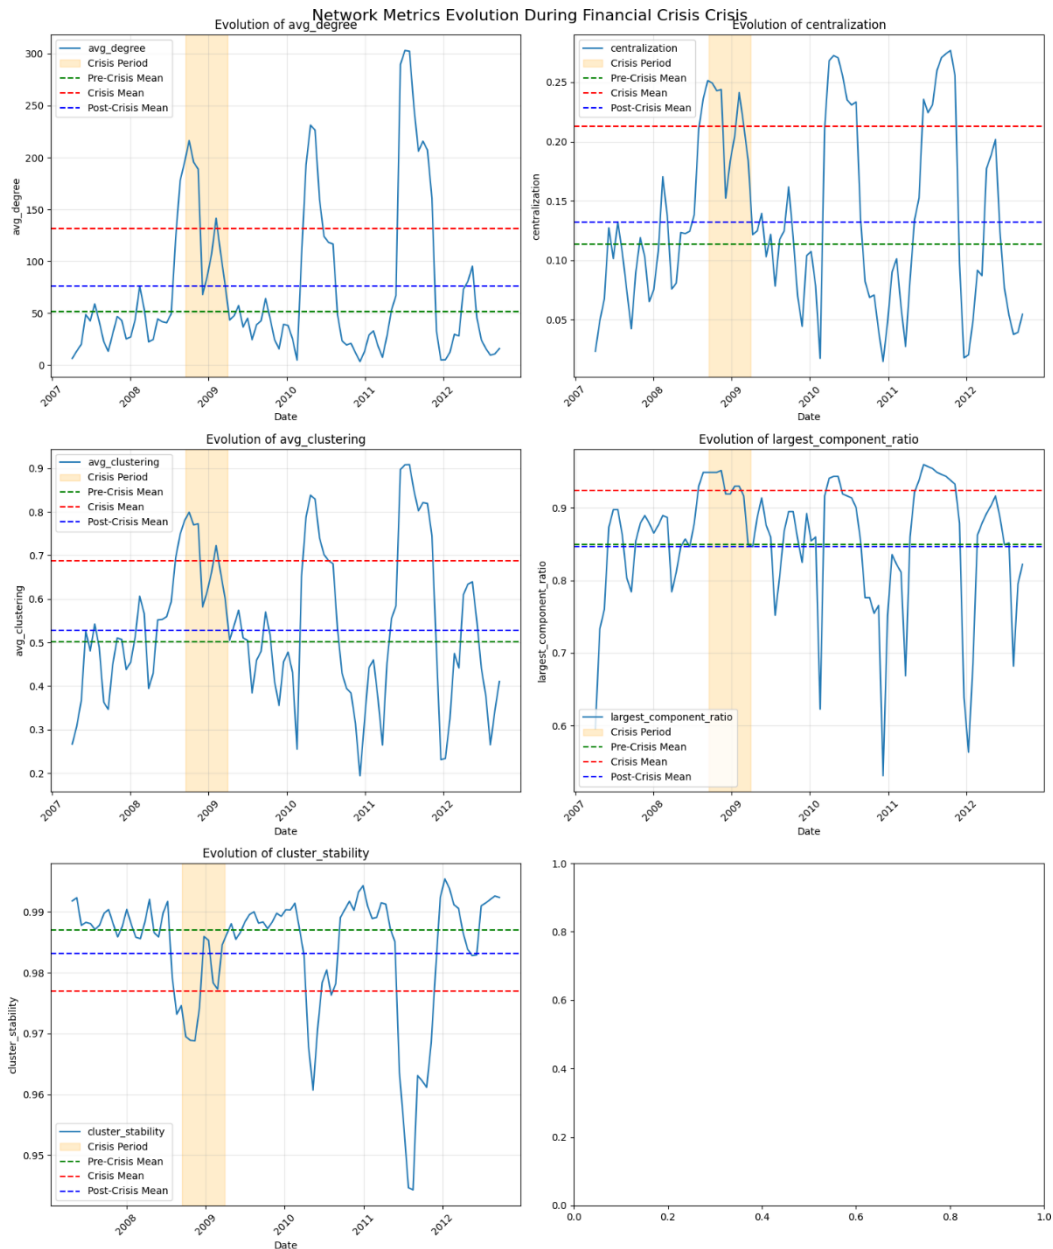 Network Metrics Evolution During Financial Crisis Crisis
Evolution of avg_degree
avg_degree
Crisis Period
Pre-Crisis Mean
Crisis Mean
Post-Crisis Mean
300
250
200
150
100
50
0
avg_degree
2007
2008
2009
2010
2011
2012
Date
Evolution of centralization
centralization
Crisis Period
Pre-Crisis Mean
Crisis Mean
Post-Crisis Mean
0.25
0.20
0.15
0.10
0.05
centralization
2007
2008
2009
2010
2011
2012
Date
Evolution of avg_clustering
avg_clustering
Crisis Period
Pre-Crisis Mean
Crisis Mean
Post-Crisis Mean
0.9
0.8
0.7
0.6
0.5
0.4
0.3
0.2
avg_clustering
2007
2008
2009
2010
2011
2012
Date
Evolution of largest_component_ratio
0.9
0.8
0.7
0.6
largest_component_ratio
largest_component_ratio
Crisis Period
Pre-Crisis Mean
Crisis Mean
Post-Crisis Mean
2007
2008
2009
2010
2011
2012
Date
Evolution of cluster_stability
0.99
0.98
0.97
0.96
0.95
cluster_stability
cluster_stability
Crisis Period
Pre-Crisis Mean
Crisis Mean
Post-Crisis Mean
2008
2009
2010
2011
2012
Date
1.0
0.8
0.6
0.4
0.2
0.0
0.0
0.2
0.4
0.6
0.8
1.0